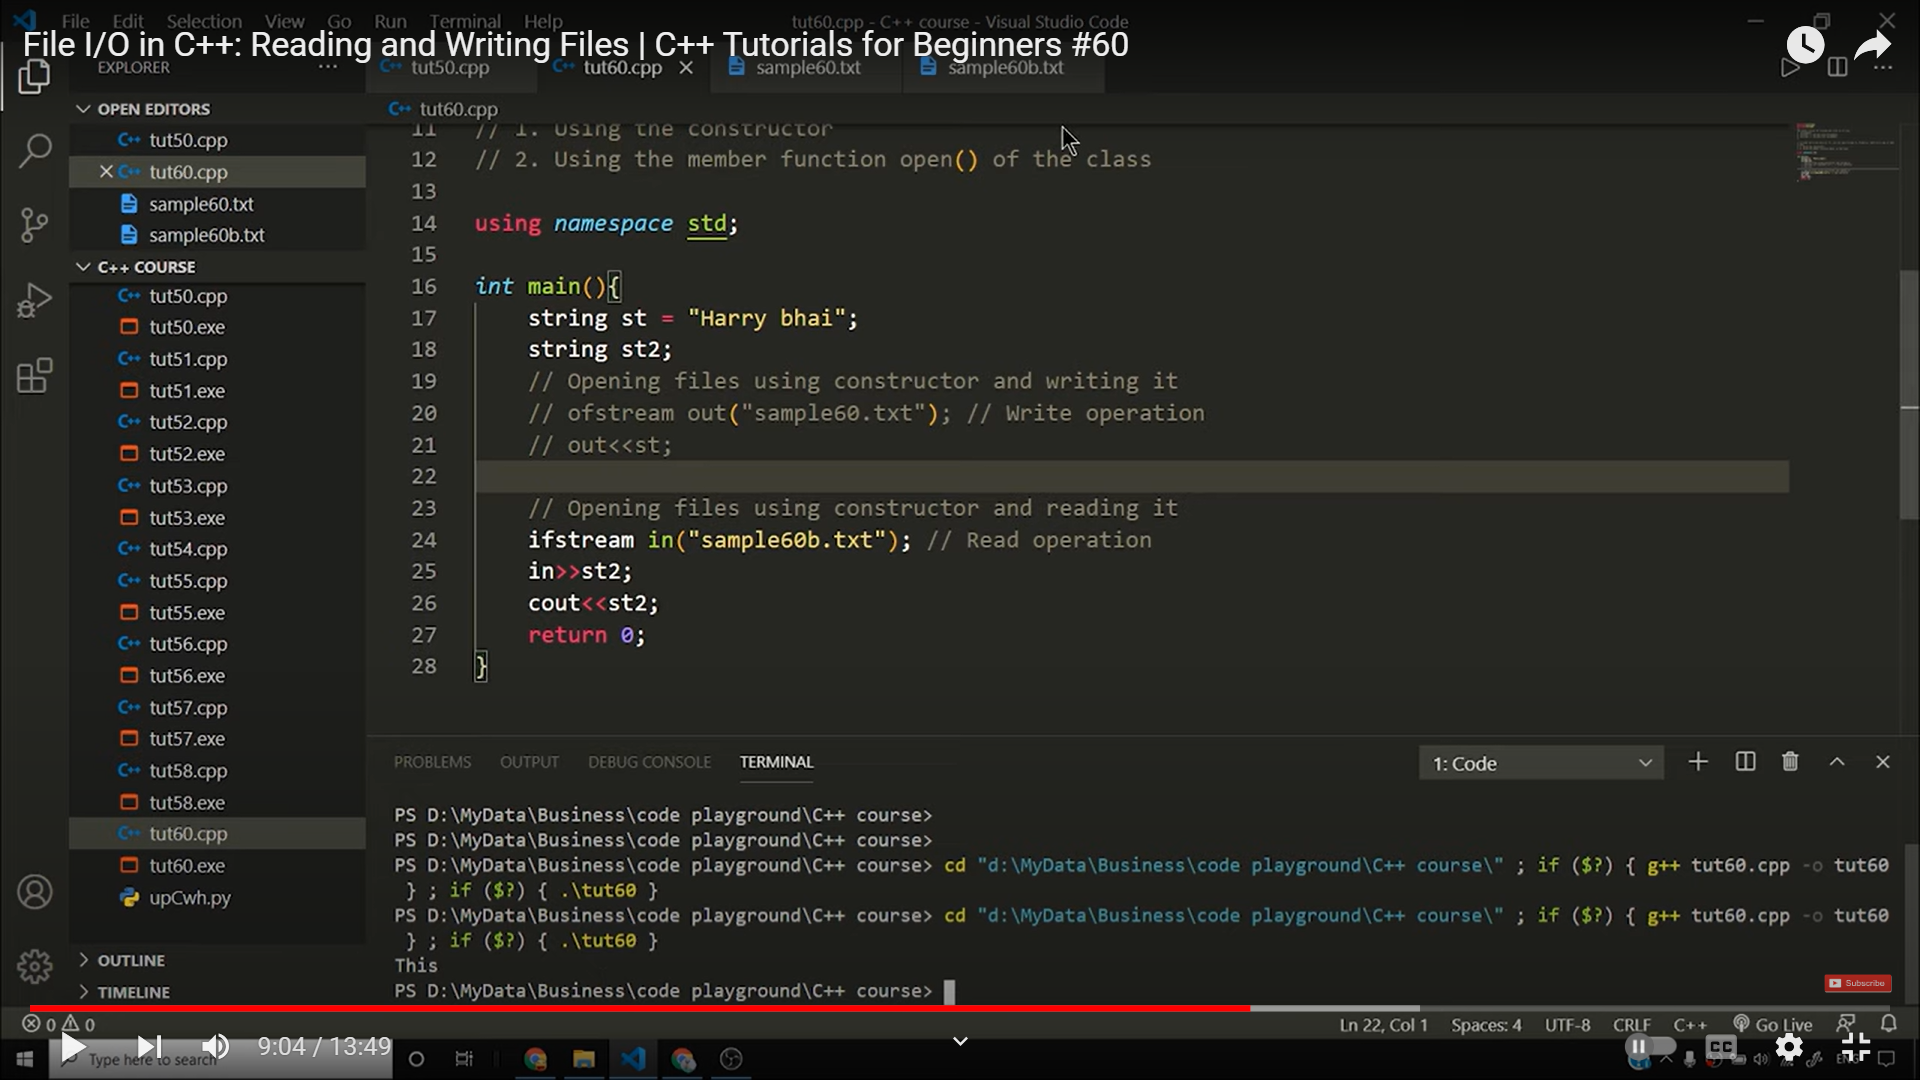 File Edit Selection View Go Run Terminal Help
tut60.cpp - C++ course - Visual Studio Code
File I/O in C++: Reading and Writing Files | C++ Tutorials for Beginners #60
EXPLORER
tut50.cpp
tut60.cpp
sample60.txt
sample60b.txt
OPEN EDITORS
tut50.cpp
tut60.cpp
sample60.txt
sample60b.txt
C++ COURSE
tut50.cpp
tut50.exe
tut51.cpp
tut51.exe
tut52.cpp
tut52.exe
tut53.cpp
tut53.exe
tut54.cpp
tut55.cpp
tut55.exe
tut56.cpp
tut56.exe
tut57.cpp
tut57.exe
tut58.cpp
tut58.exe
tut60.cpp
tut60.exe
upCwh.py
OUTLINE
TIMELINE
tut60.cpp
11 // 1. Using the constructor
12 // 2. Using the member function open() of the class
13
14 using namespace std;
15
16 int main(){
17 string st = "Harry bhai";
18 string st2;
19 // Opening files using constructor and writing it
20 // ofstream out("sample60.txt"); // Write operation
21 // out<<st;
22
23 // Opening files using constructor and reading it
24 ifstream in("sample60b.txt"); // Read operation
25 in>>st2;
26 cout<<st2;
27 return 0;
28 }
PROBLEMS OUTPUT DEBUG CONSOLE TERMINAL
1: Code
PS D:\MyData\Business\code playground\C++ course>
PS D:\MyData\Business\code playground\C++ course>
PS D:\MyData\Business\code playground\C++ course> cd "d:\MyData\Business\code playground\C++ course\" ; if ($?) { g++ tut60.cpp -o tut60
} ; if ($?) { .\tut60 }
PS D:\MyData\Business\code playground\C++ course> cd "d:\MyData\Business\code playground\C++ course\" ; if ($?) { g++ tut60.cpp -o tut60
} ; if ($?) { .\tut60 }
This
PS D:\MyData\Business\code playground\C++ course>
Subscribe
0 0
Ln 22, Col 1 Spaces: 4 UTF-8 CRLF C++ Go Live
9:04 / 13:49
Type here to search
CC